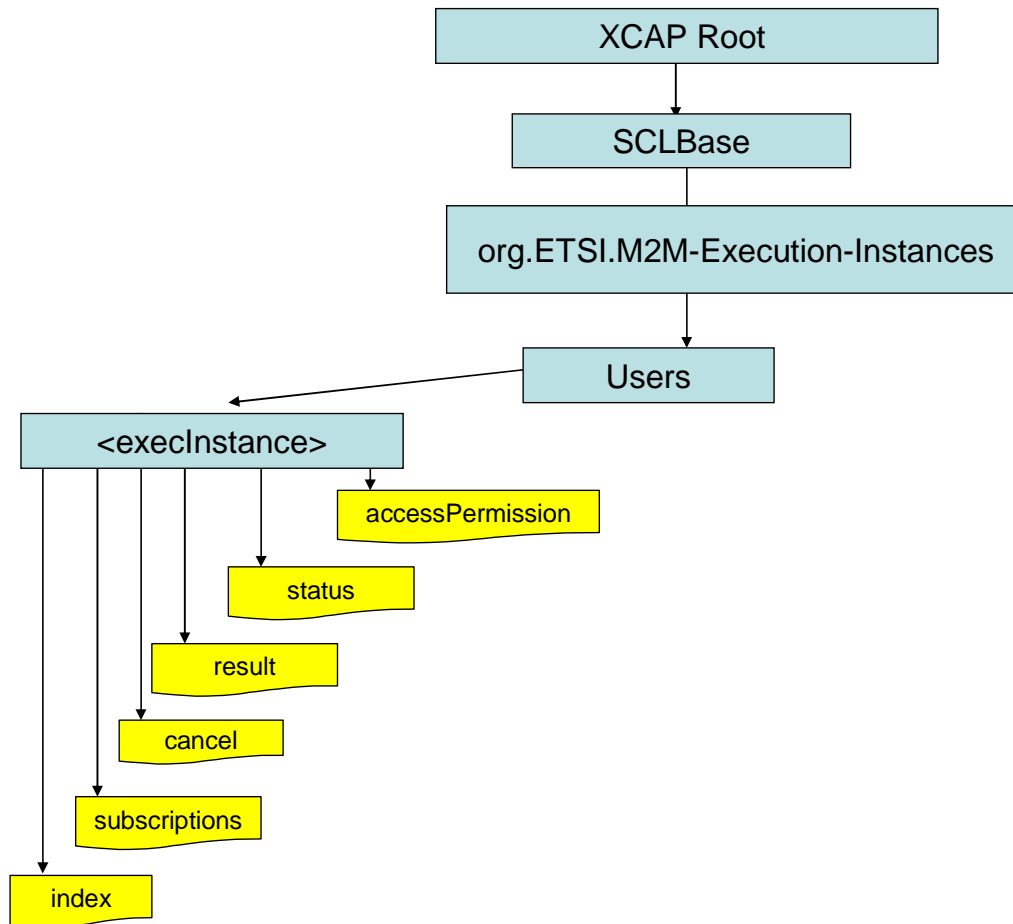 XCAP Root
SCLBase
org.ETSI.M2M-Execution-Instances
Users
<execInstance>
accessPermission
status
result
cancel
subscriptions
index